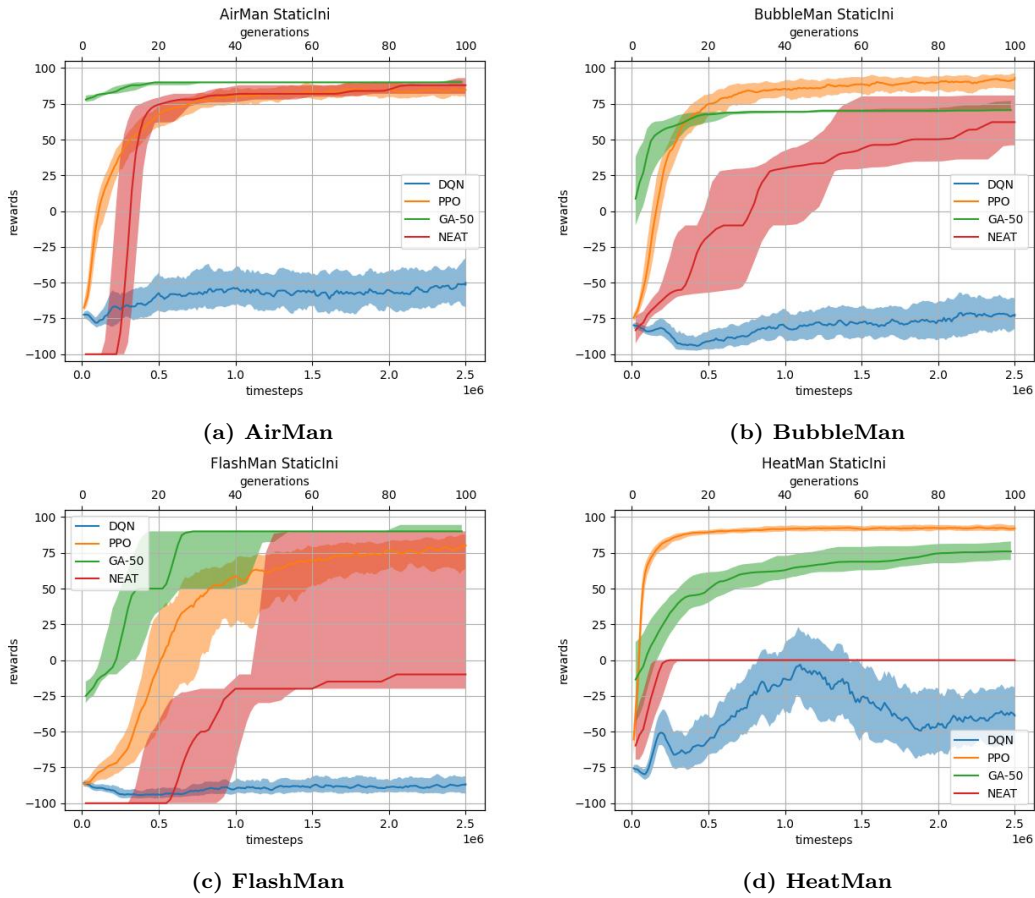 AirMan StaticIni
generations
0 20 40 60 80 100
100
75
50
25
0
−25
−50
−75
−100
rewards
DQN
PPO
GA-50
NEAT
0.0 0.5 1.0 1.5 2.0 2.5
timesteps 1e6
(a) AirMan
BubbleMan StaticIni
generations
0 20 40 60 80 100
100
75
50
25
0
−25
−50
−75
−100
rewards
DQN
PPO
GA-50
NEAT
0.0 0.5 1.0 1.5 2.0 2.5
timesteps 1e6
(b) BubbleMan
FlashMan StaticIni
generations
0 20 40 60 80 100
100
75
50
25
0
−25
−50
−75
−100
rewards
DQN
PPO
GA-50
NEAT
0.0 0.5 1.0 1.5 2.0 2.5
timesteps 1e6
(c) FlashMan
HeatMan StaticIni
generations
0 20 40 60 80 100
100
75
50
25
0
−25
−50
−75
−100
rewards
DQN
PPO
GA-50
NEAT
0.0 0.5 1.0 1.5 2.0 2.5
timesteps 1e6
(d) HeatMan